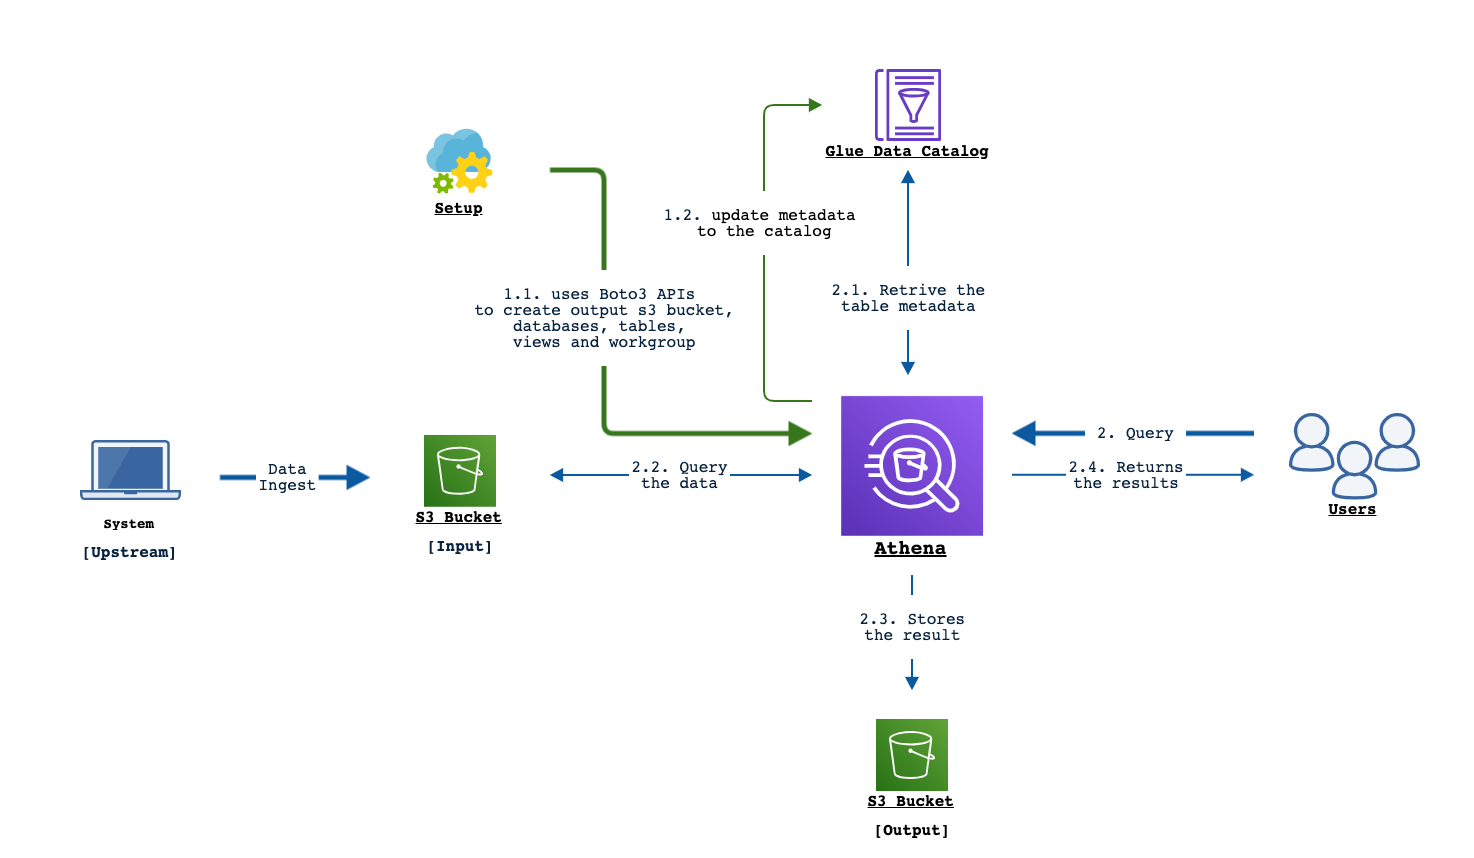 Glue Data Catalog
Setup
1.2. update metadata
to the catalog
1.1. uses Boto3 APIs
to create output s3 bucket,
databases, tables,
views and workgroup
2.1. Retrive the
table metadata
2. Query
2.4. Returns
the results
Users
Data
Ingest
System
[Upstream]
S3 Bucket
[Input]
2.2. Query
the data
Athena
2.3. Stores
the result
S3 Bucket
[Output]